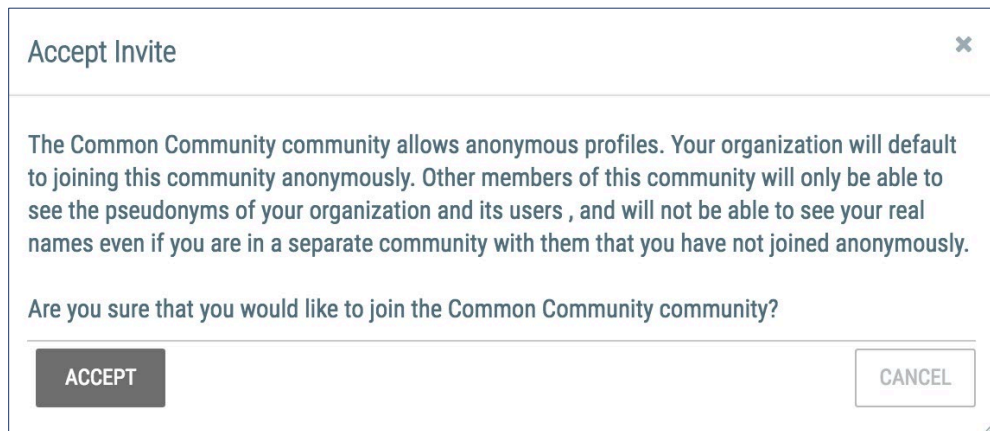 Accept Invite
The Common Community community allows anonymous profiles. Your organization will default
to joining this community anonymously. Other members of this community will only be able to
see the pseudonyms of your organization and its users , and will not be able to see your real
names even if you are in a separate community with them that you have not joined anonymously.
Are you sure that you would like to join the Common Community community?
ACCEPT
CANCEL